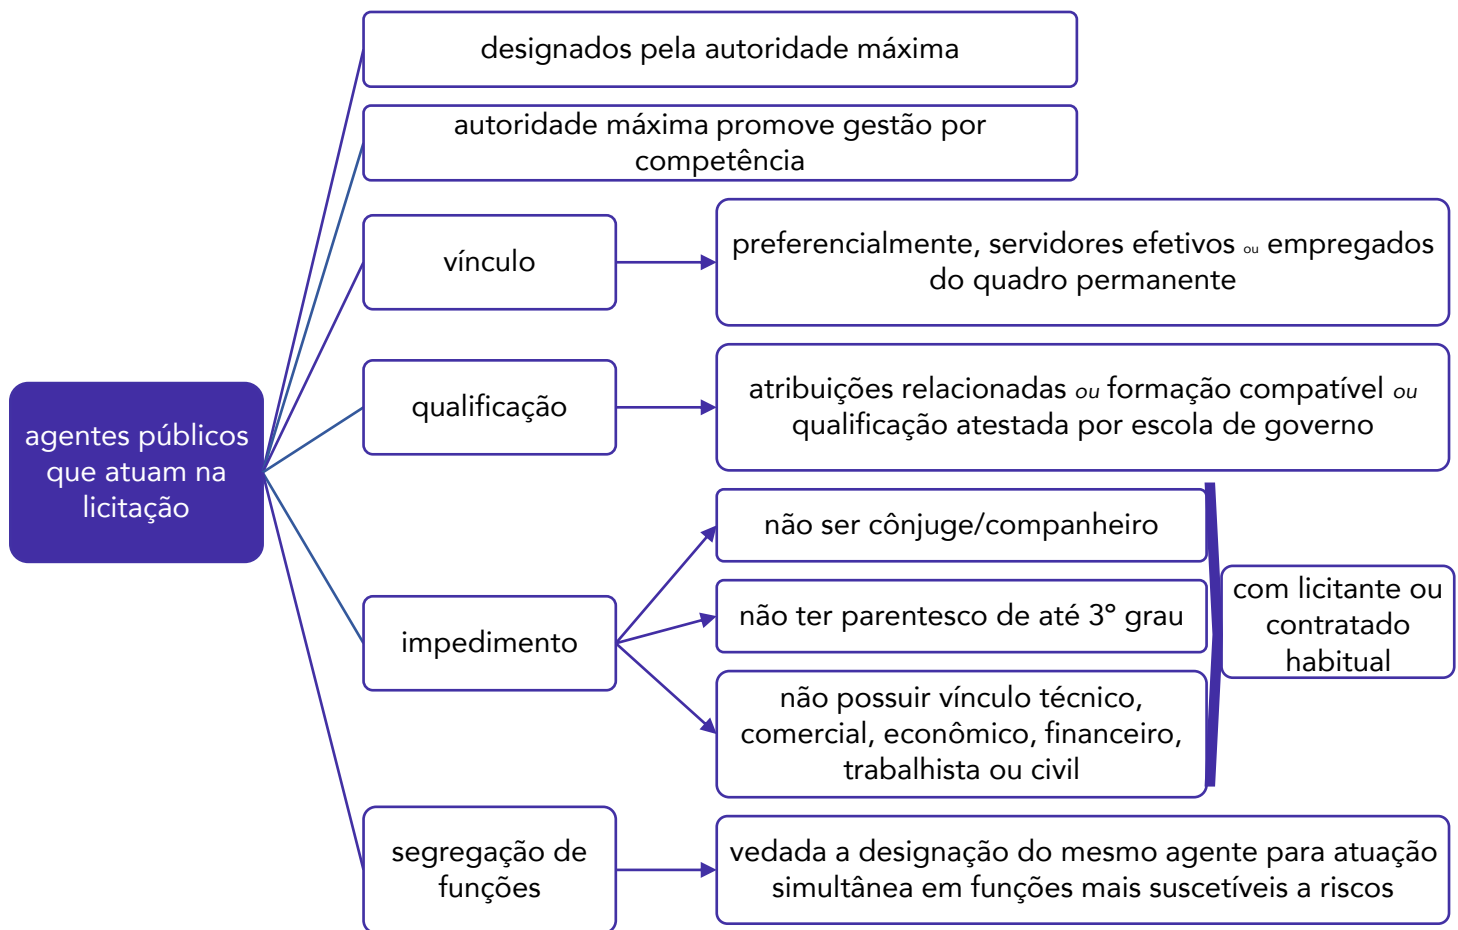 designados pela autoridade máxima
autoridade máxima promove gestão por
competência
vínculo
preferencialmente, servidores efetivos ou empregados
do quadro permanente
qualificação
atribuições relacionadas ou formação compatível ou
qualificação atestada por escola de governo
agentes públicos
que atuam na
licitação
impedimento
não ser cônjuge/companheiro
não ter parentesco de até 3º grau
não possuir vínculo técnico,
comercial, econômico, financeiro,
trabalhista ou civil
com licitante ou
contratado
habitual
segregação de
funções
vedada a designação do mesmo agente para atuação
simultânea em funções mais suscetíveis a riscos